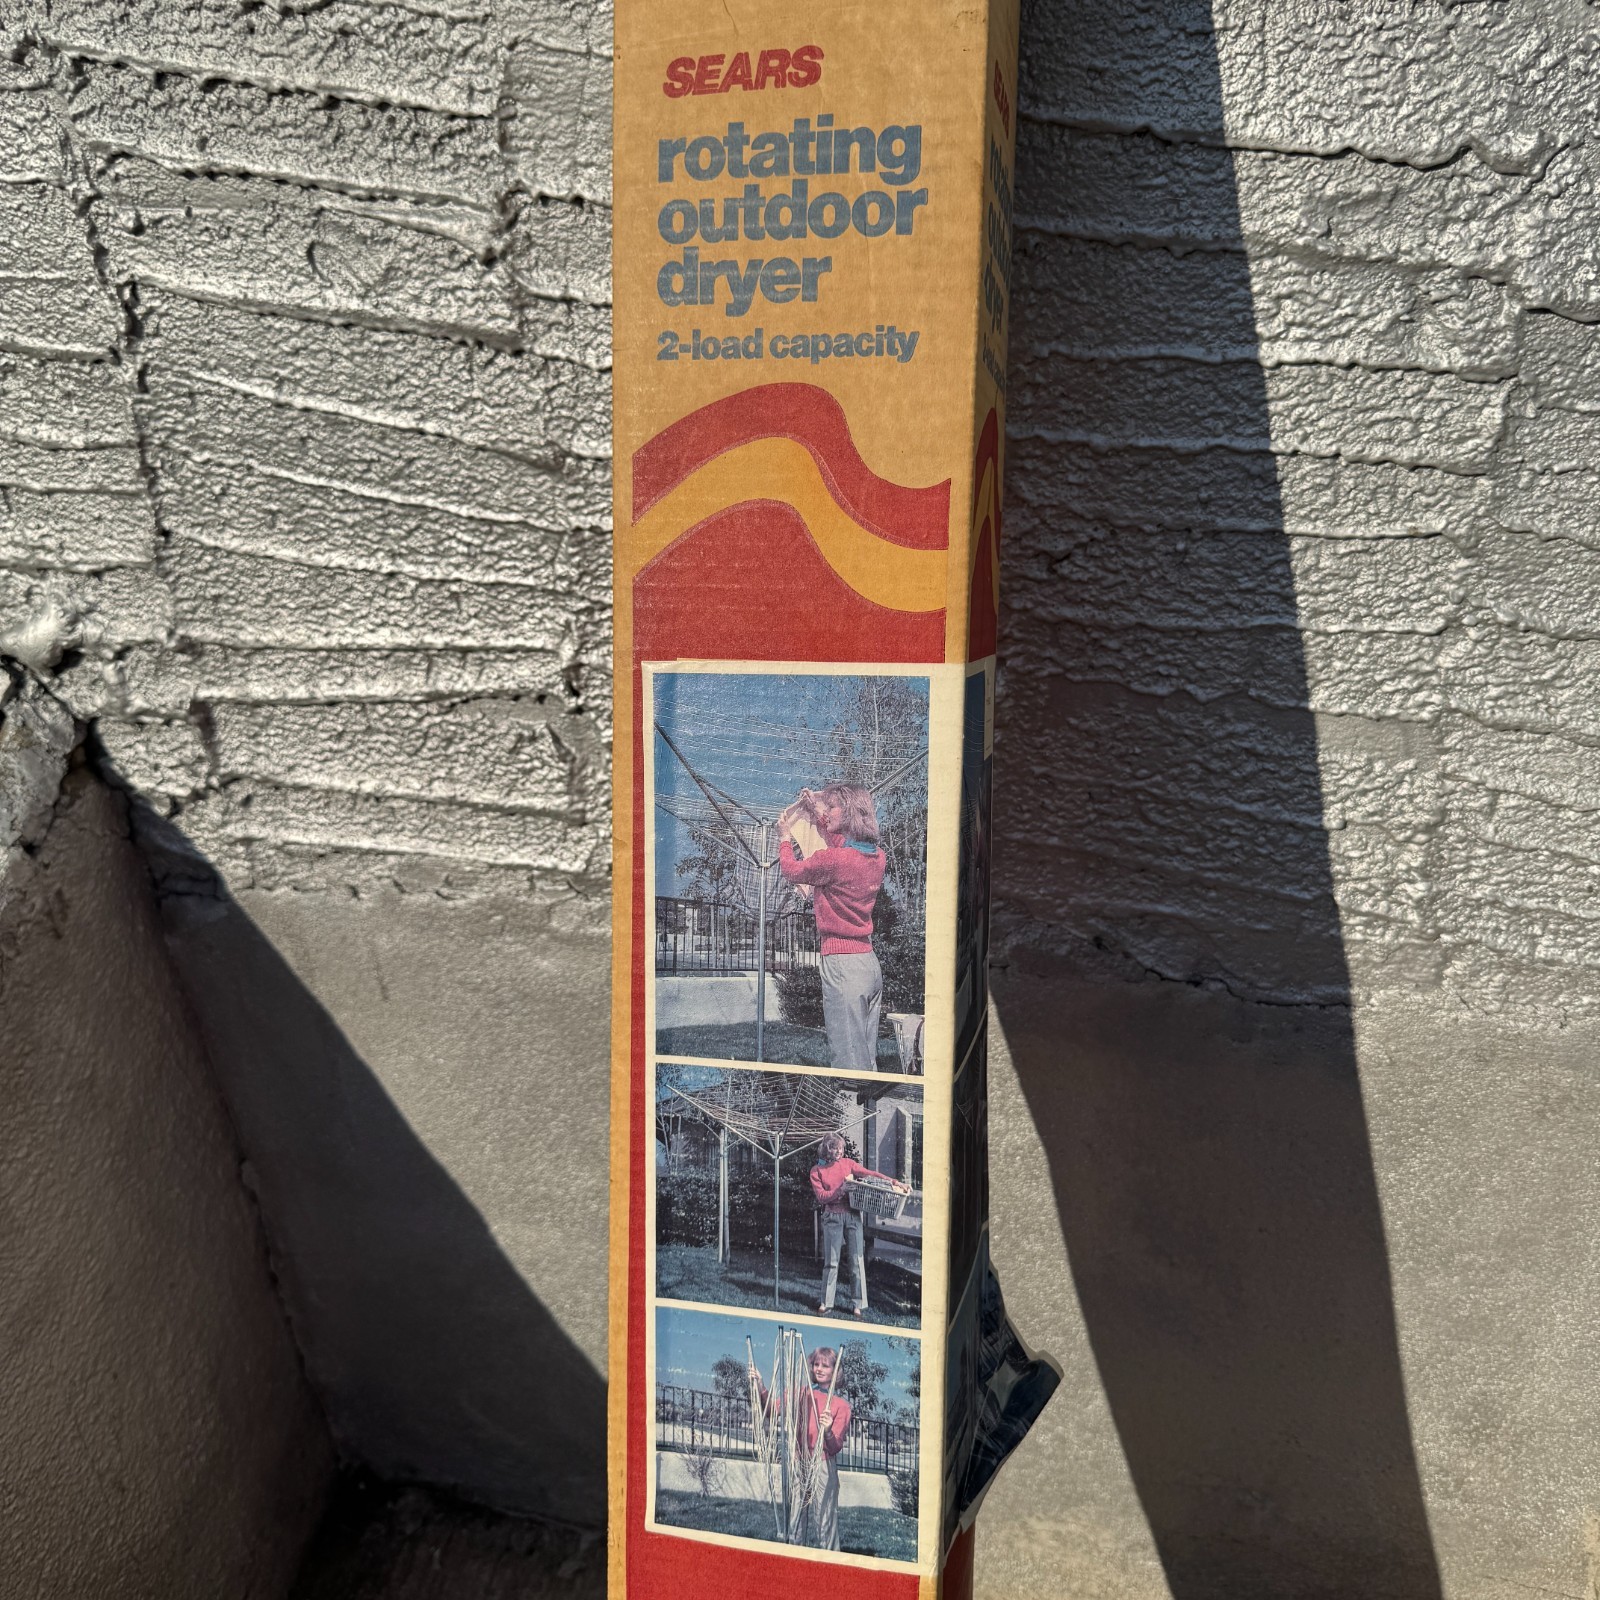 SEARS
rotating
outdoor
dryer
2-load capacity